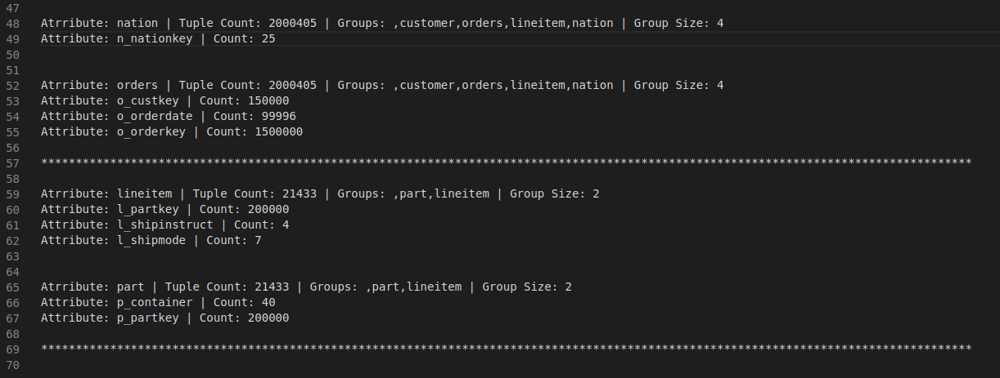 47
48 Atrribute: nation | Tuple Count: 2000405 | Groups: ,customer,orders,lineitem,nation | Group Size: 4
49 Attribute: n_nationkey | Count: 25
50
51
52 Atrribute: orders | Tuple Count: 2000405 | Groups: ,customer,orders,lineitem,nation | Group Size: 4
53 Attribute: o_custkey | Count: 150000
54 Attribute: o_orderdate | Count: 99996
55 Attribute: o_orderkey | Count: 1500000
56
57 ***************************************************************************************************************************************
58
59 Atrribute: lineitem | Tuple Count: 21433 | Groups: ,part,lineitem | Group Size: 2
60 Attribute: l_partkey | Count: 200000
61 Attribute: l_shipinstruct | Count: 4
62 Attribute: l_shipmode | Count: 7
63
64
65 Atrribute: part | Tuple Count: 21433 | Groups: ,part,lineitem | Group Size: 2
66 Attribute: p_container | Count: 40
67 Attribute: p_partkey | Count: 200000
68
69 ***************************************************************************************************************************************
70